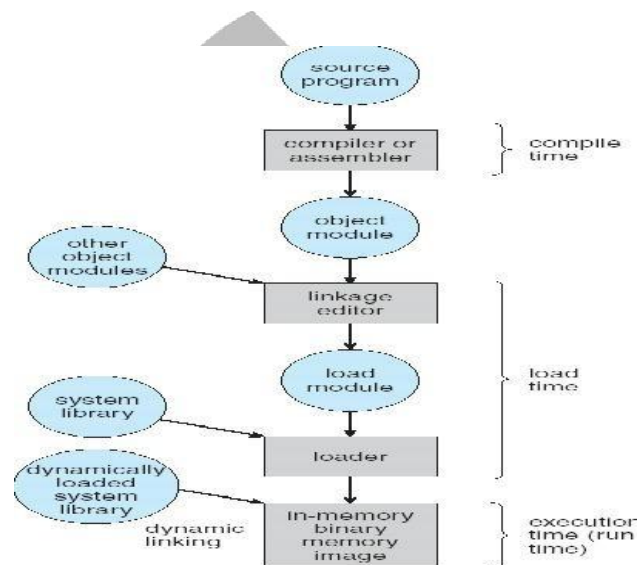 source
program
compiler or
assembler
compile
time
object
module
other
object
modules
linkage
editor
load
module
load
time
system
library
loader
dynamically
loaded
system
library
dynamic
linking
in-memory
binary
memory
image
execution
time (run
time)